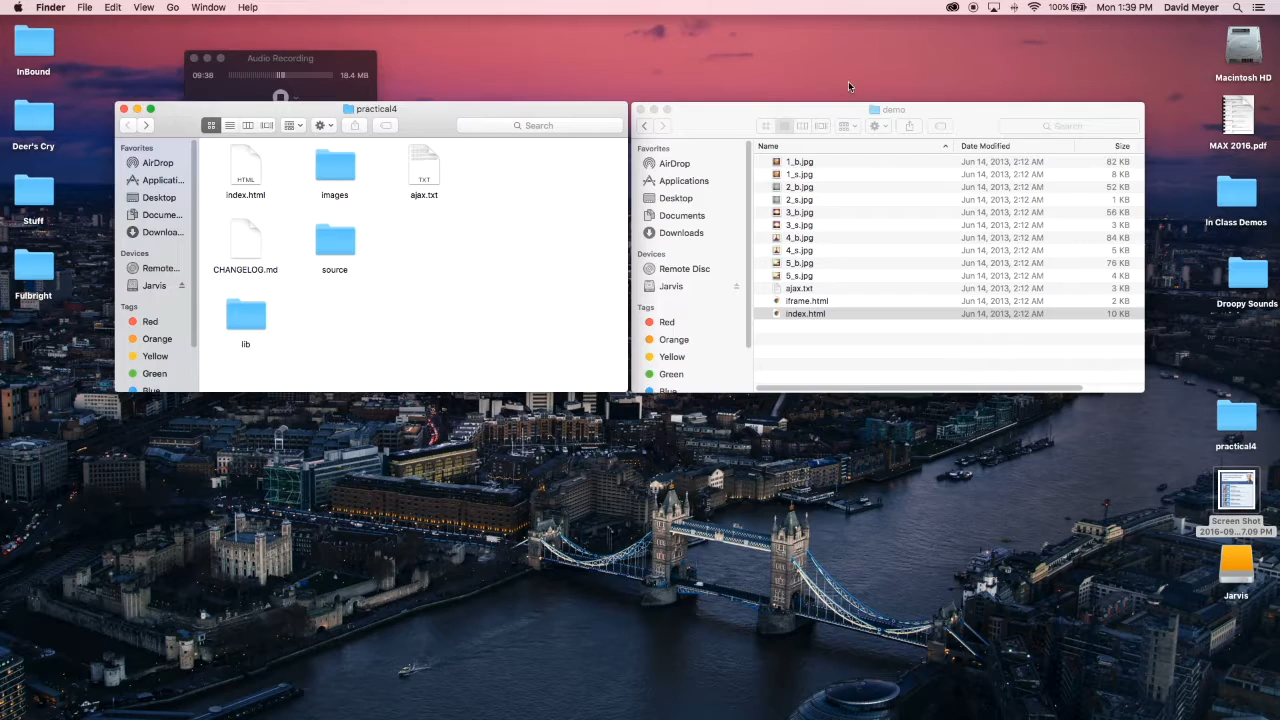 Finder File Edit View Go Window Help 100% Mon 1:39 PM David Meyer
InBound
Deer's Cry
Stuff
Fulbright
Audio Recording
09:38 18.4 MB
practical4
Search
Favorites
AirDrop
Applicati...
Desktop
Docume...
Downloa...
Devices
Remote...
Jarvis
Tags
Red
Orange
Yellow
Green
Blue
HTML
index.html
images
TXT
ajax.txt
CHANGELOG.md
source
lib
demo
Search
Favorites
AirDrop
Applications
Desktop
Documents
Downloads
Devices
Remote Disc
Jarvis
Tags
Red
Orange
Yellow
Green
Blue
Name Date Modified Size
1_b.jpg Jun 14, 2013, 2:12 AM 82 KB
1_s.jpg Jun 14, 2013, 2:12 AM 8 KB
2_b.jpg Jun 14, 2013, 2:12 AM 52 KB
2_s.jpg Jun 14, 2013, 2:12 AM 1 KB
3_b.jpg Jun 14, 2013, 2:12 AM 56 KB
3_s.jpg Jun 14, 2013, 2:12 AM 3 KB
4_b.jpg Jun 14, 2013, 2:12 AM 84 KB
4_s.jpg Jun 14, 2013, 2:12 AM 5 KB
5_b.jpg Jun 14, 2013, 2:12 AM 76 KB
5_s.jpg Jun 14, 2013, 2:12 AM 4 KB
ajax.txt Jun 14, 2013, 2:12 AM 3 KB
iframe.html Jun 14, 2013, 2:12 AM 2 KB
index.html Jun 14, 2013, 2:12 AM 10 KB
Macintosh HD
MAX 2016.pdf
In Class Demos
Droopy Sounds
practical4
Screen Shot
2016-09...7.09 PM
Jarvis